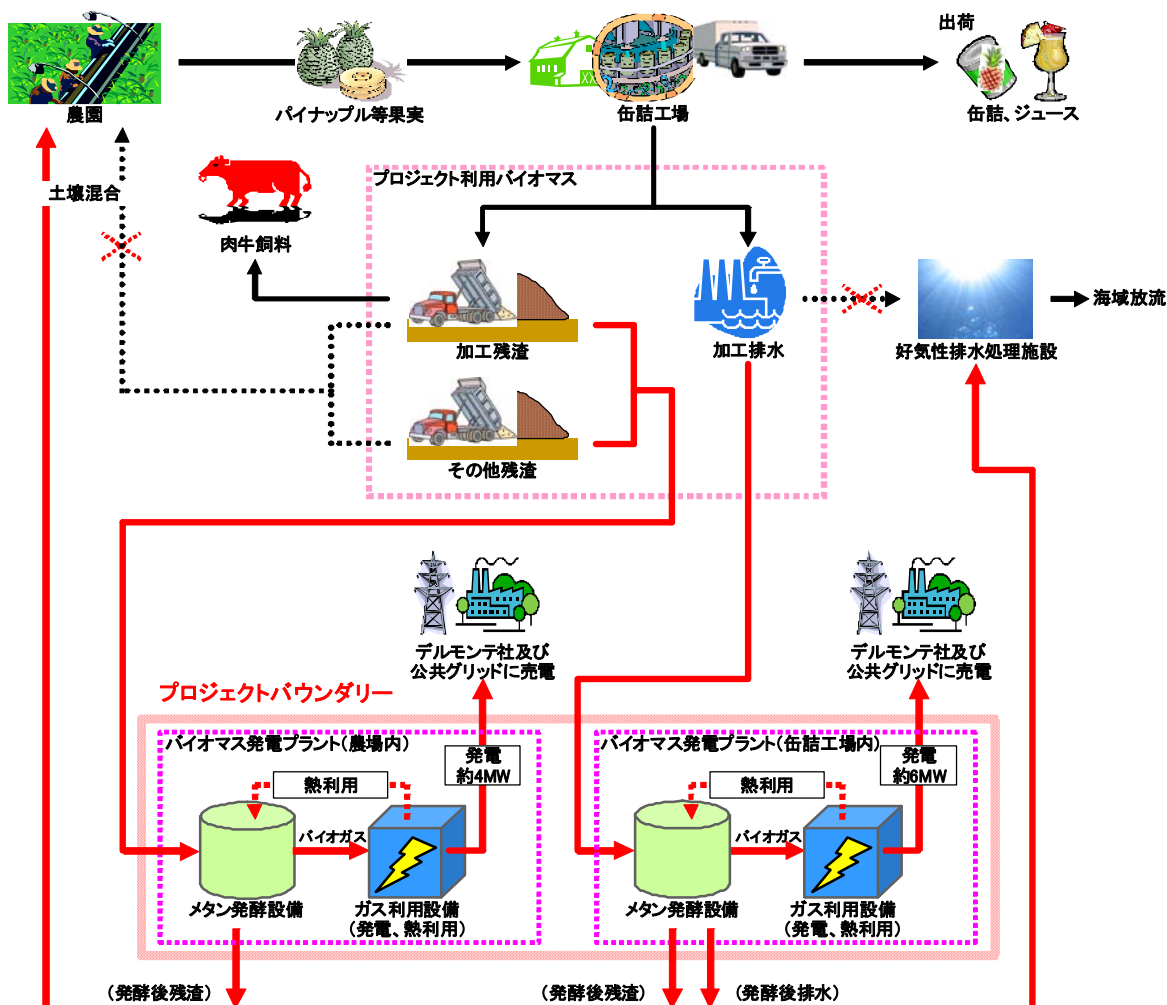 出荷
農園
パイナップル等果実
缶詰工場
缶詰、ジュース
プロジェクト利用バイオマス
土壌混合
肉牛飼料
加工残渣
加工排水
好気性排水処理施設
海域放流
その他残渣
デルモンテ社及び
公共グリッドに売電
デルモンテ社及び
公共グリッドに売電
プロジェクトバウンダリー
バイオマス発電プラント(農場内)
発電
約4MW
熱利用
バイオガス
メタン発酵設備
ガス利用設備
(発電、熱利用)
バイオマス発電プラント(缶詰工場内)
発電
約6MW
熱利用
バイオガス
メタン発酵設備
ガス利用設備
(発電、熱利用)
(発酵後残渣)
(発酵後残渣)
(発酵後排水)